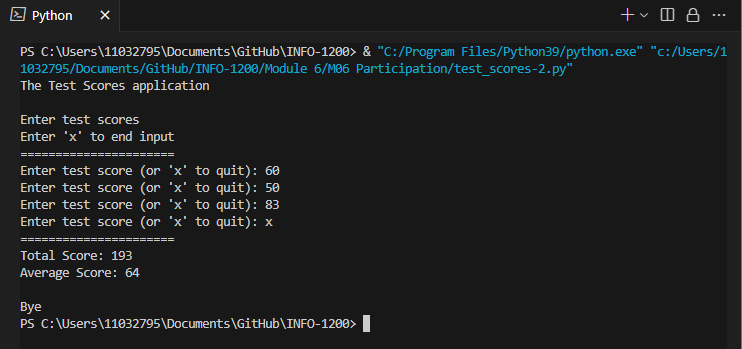 Python
PS C:\Users\11032795\Documents\GitHub\INFO-1200> & "C:/Program Files/Python39/python.exe" "c:/Users/1
1032795/Documents/GitHub/INFO-1200/Module 6/M06 Participation/test_scores-2.py"
The Test Scores application
Enter test scores
Enter 'x' to end input
======================
Enter test score (or 'x' to quit): 60
Enter test score (or 'x' to quit): 50
Enter test score (or 'x' to quit): 83
Enter test score (or 'x' to quit): x
======================
Total Score: 193
Average Score: 64
Bye
PS C:\Users\11032795\Documents\GitHub\INFO-1200>